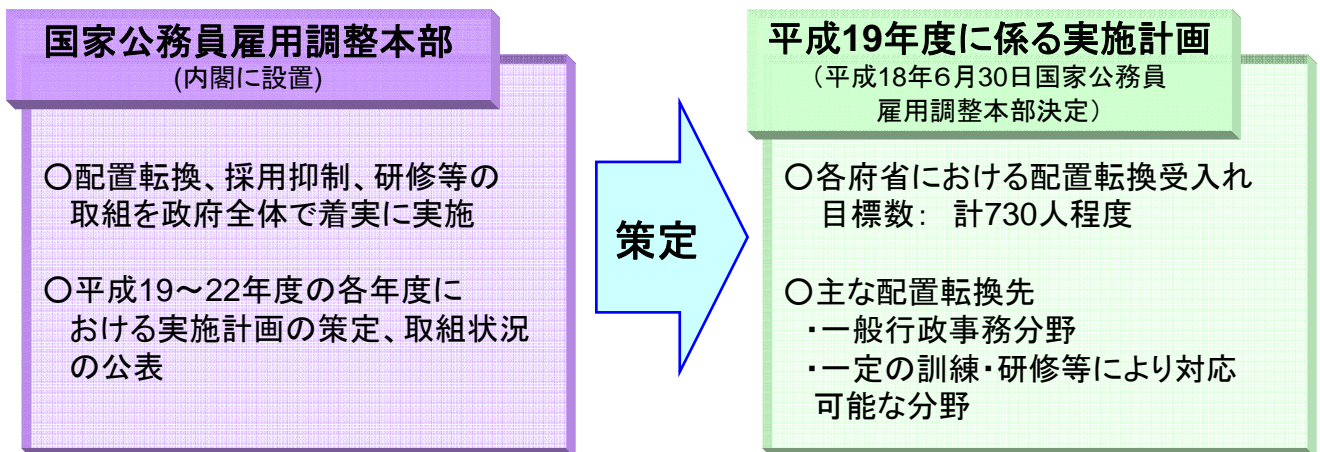 国家公務員雇用調整本部
(内閣に設置)
〇配置転換、採用抑制、研修等の
取組を政府全体で着実に実施
〇平成19~22年度の各年度に
おける実施計画の策定、取組状況
の公表
策定
平成19年度に係る実施計画
(平成18年6月30日国家公務員
雇用調整本部決定)
〇各府省における配置転換受入れ
目標数: 計730人程度
〇主な配置転換先
・一般行政事務分野
・一定の訓練・研修等により対応
可能な分野